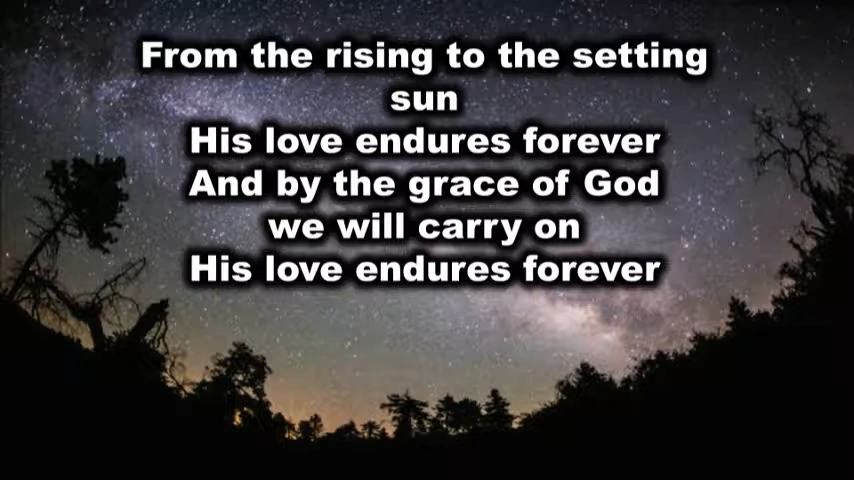 From the rising to the setting
sun
His love endures forever
And by the grace of God
we will carry on
His love endures forever